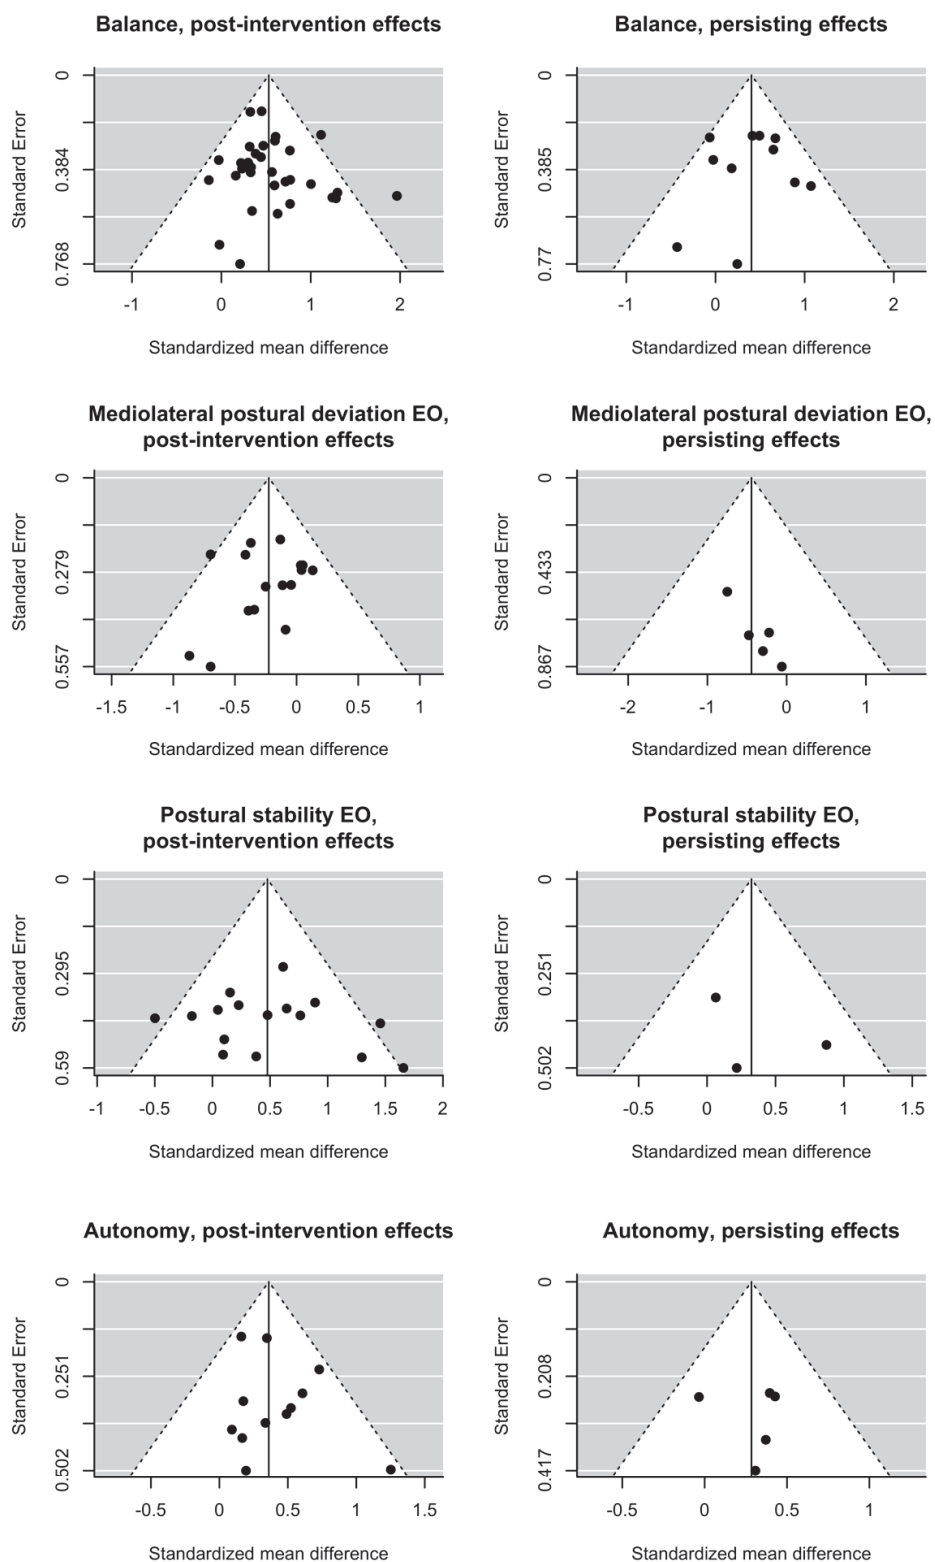 Balance, post-intervention effects
Standard Error
0
0.384
0.768
-1
0
1
2
Standardized mean difference
Balance, persisting effects
Standard Error
0
0.385
0.77
-1
0
1
2
Standardized mean difference
Mediolateral postural deviation EO,
post-intervention effects
Standard Error
0
0.279
0.557
-1.5
-1
-0.5
0
0.5
1
Standardized mean difference
Mediolateral postural deviation EO,
persisting effects
Standard Error
0
0.433
0.867
-2
-1
0
1
Standardized mean difference
Postural stability EO,
post-intervention effects
Standard Error
0
0.295
0.59
-1
-0.5
0
0.5
1
1.5
2
Standardized mean difference
Postural stability EO,
persisting effects
Standard Error
0
0.251
0.502
-0.5
0
0.5
1
1.5
Standardized mean difference
Autonomy, post-intervention effects
Standard Error
0
0.251
0.502
-0.5
0
0.5
1
1.5
Standardized mean difference
Autonomy, persisting effects
Standard Error
0
0.208
0.417
-0.5
0
0.5
1
Standardized mean difference